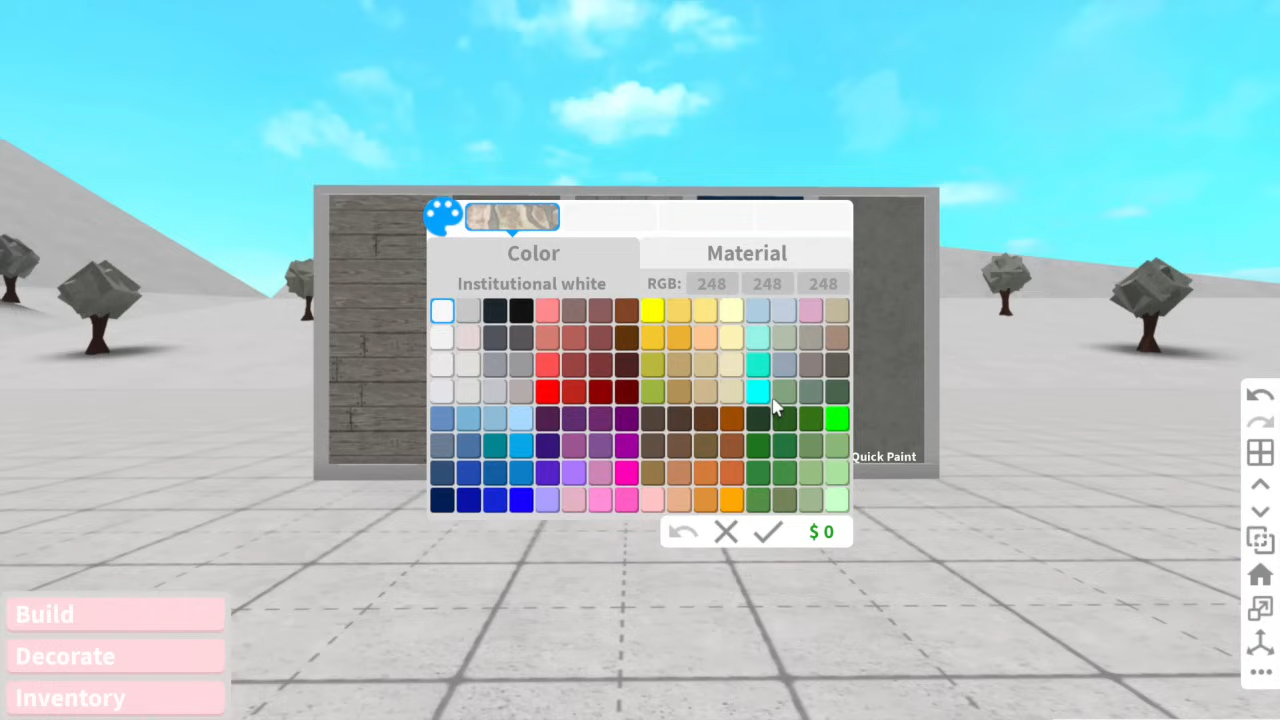 Color
Material
Institutional white
RGB: 248 248 248
Quick Paint
$ 0
Build
Decorate
Inventory